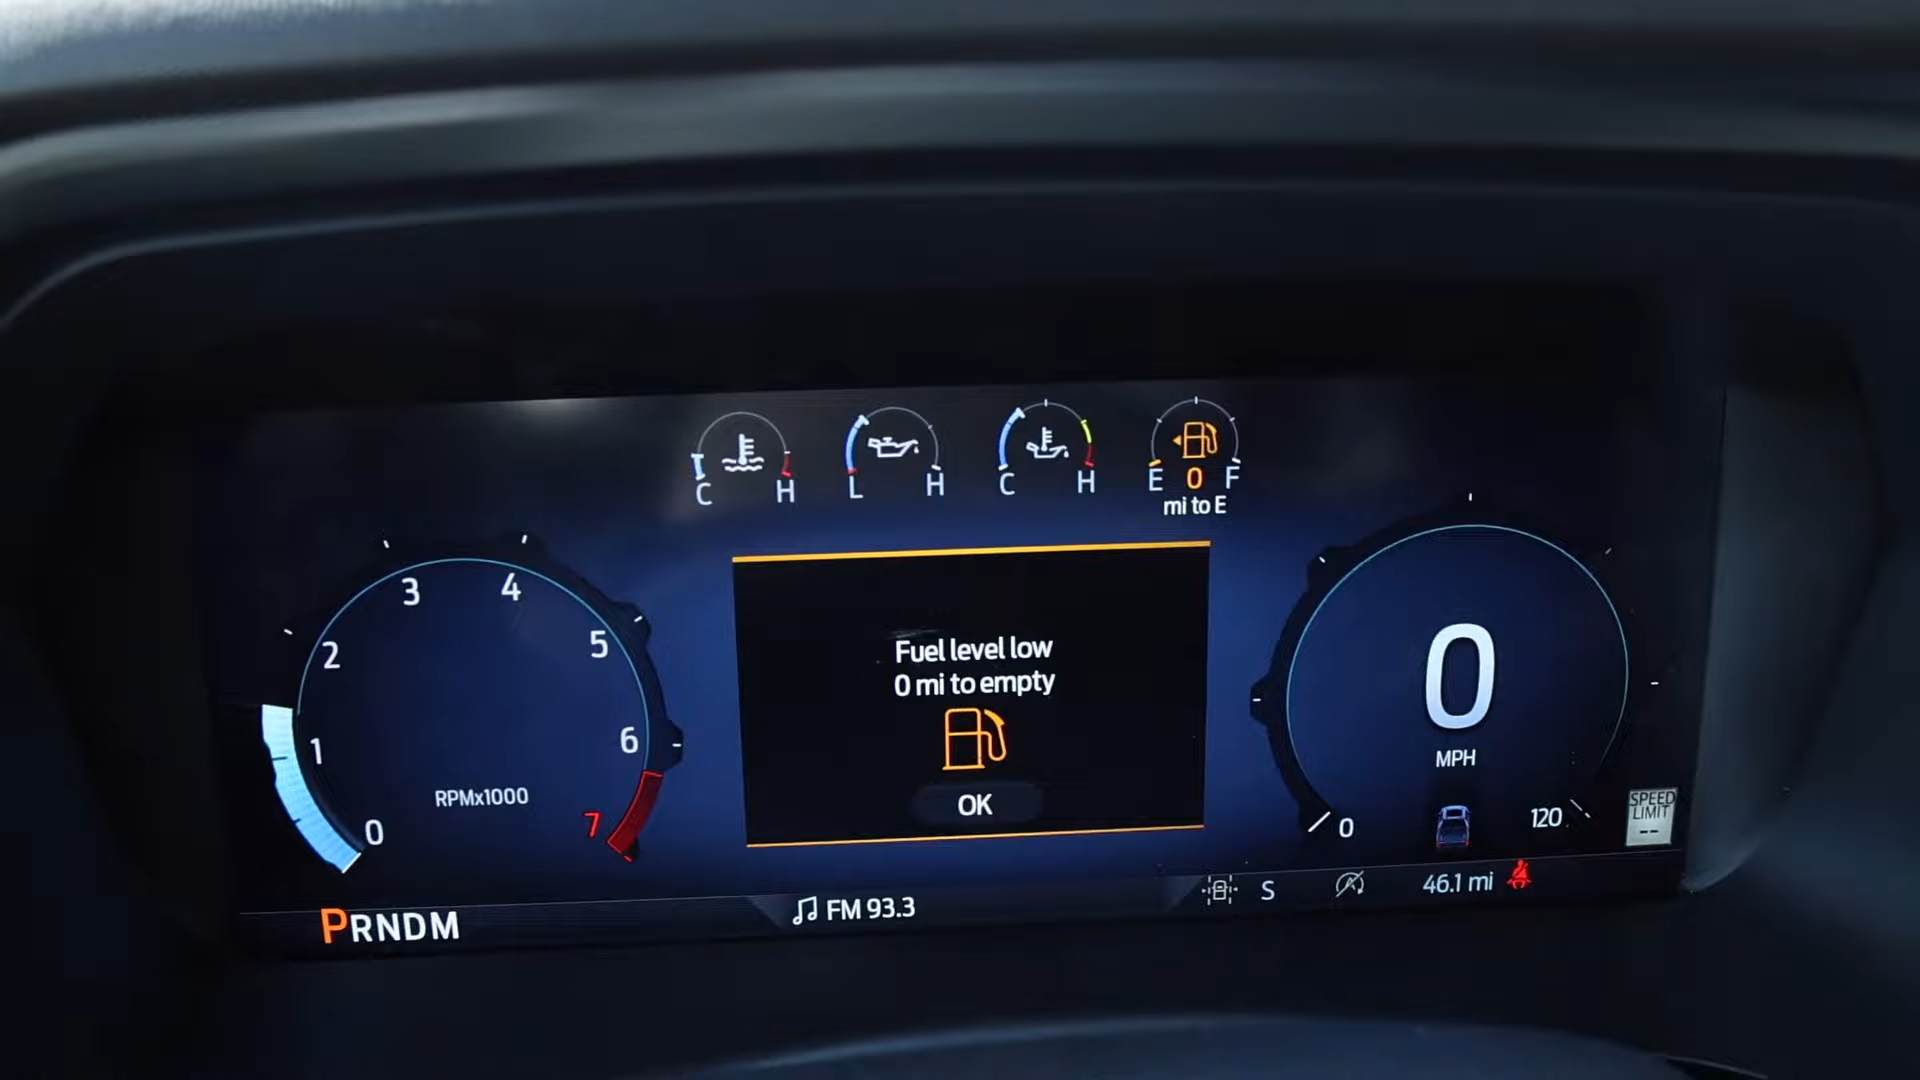 C H
L H
C H
E 0 F
mi to E
0 1 2 3 4 5 6 7
RPMx1000
Fuel level low
0 mi to empty
OK
0
MPH
0 120
SPEED
LIMIT
--
PRNDM
FM 93.3
S
46.1 mi